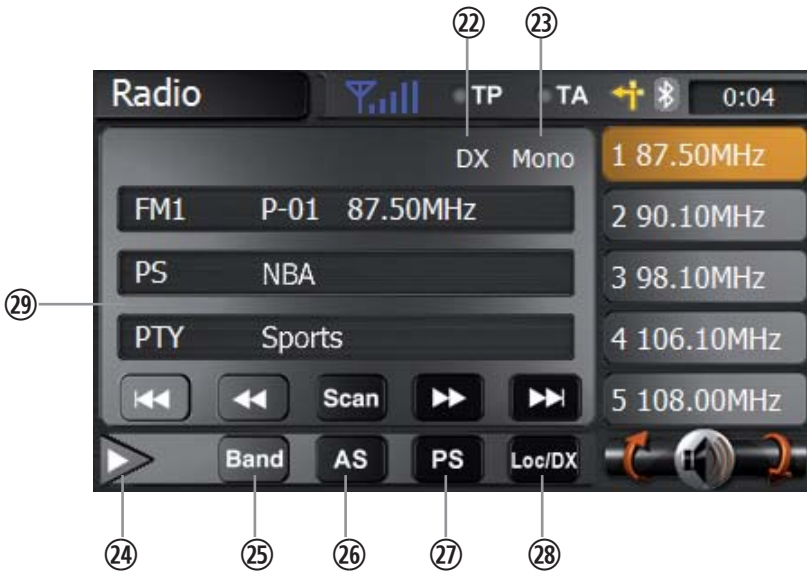 ㉒ ㉓
Radio TP TA 0:04
DX Mono
FM1 P-01 87.50MHz
PS NBA
PTY Sports
Scan
Band AS PS Loc/DX
1 87.50MHz
2 90.10MHz
3 98.10MHz
4 106.10MHz
5 108.00MHz
㉙
㉔ ㉕ ㉖ ㉗ ㉘